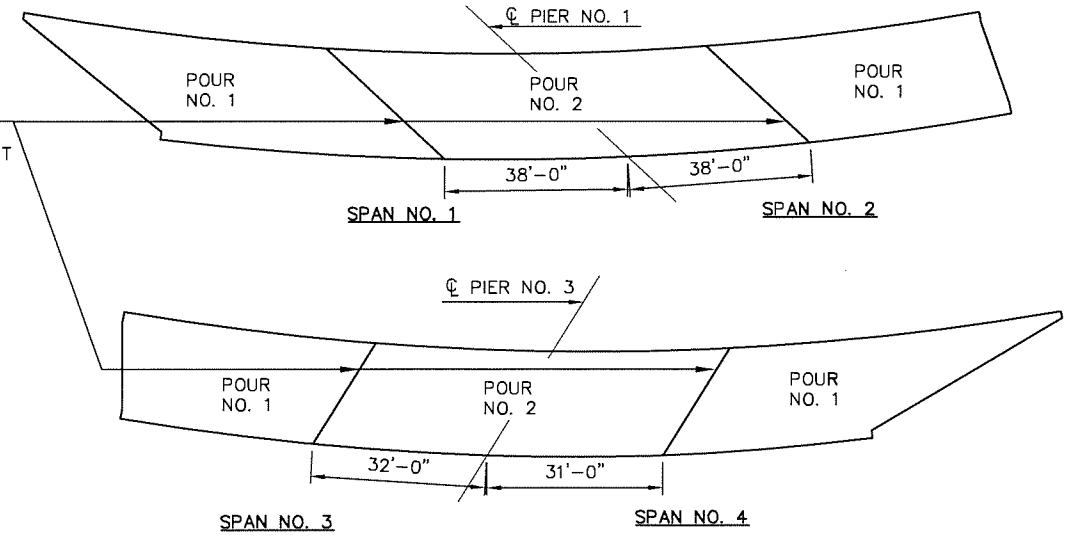 ℄ PIER NO. 1
POUR
NO. 1
POUR
NO. 2
POUR
NO. 1
T
38'-0"
38'-0"
SPAN NO. 1
SPAN NO. 2
℄ PIER NO. 3
POUR
NO. 1
POUR
NO. 2
POUR
NO. 1
32'-0"
31'-0"
SPAN NO. 3
SPAN NO. 4